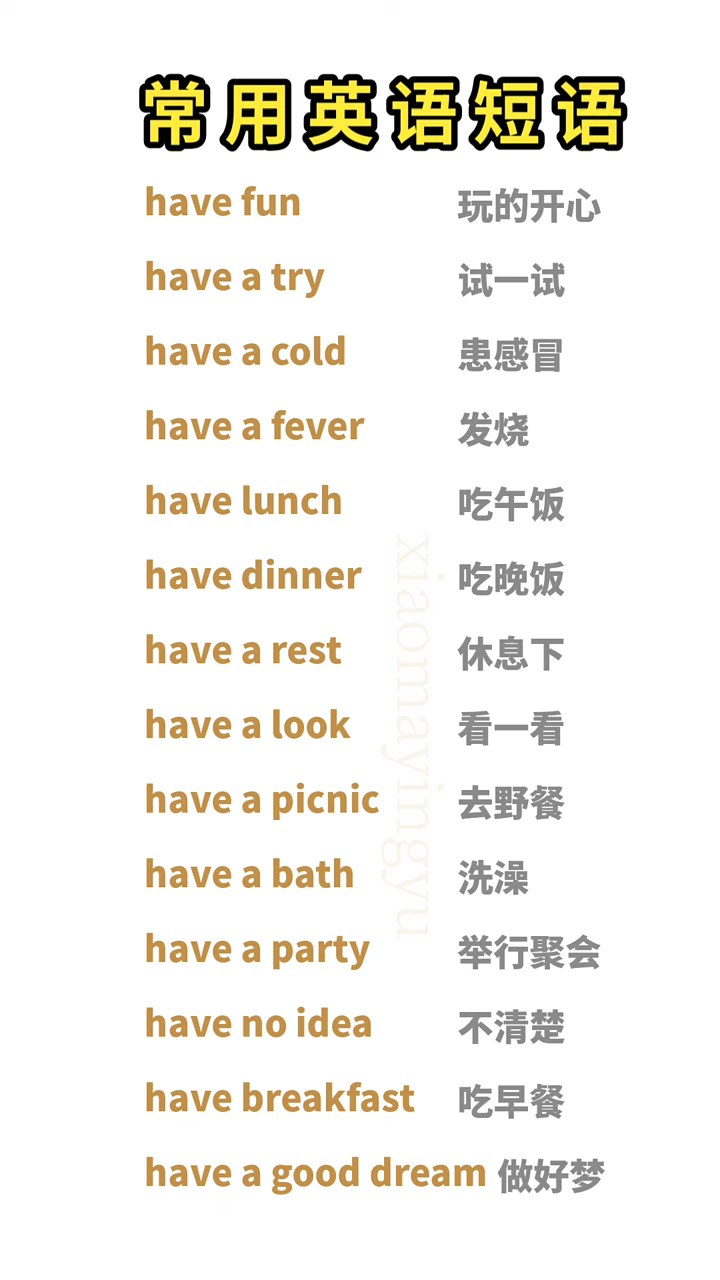 常用英语短语
have fun 玩的开心
have a try 试一试
have a cold 患感冒
have a fever 发烧
have lunch 吃午饭
have dinner 吃晚饭
have a rest 休息下
have a look 看一看
have a picnic 去野餐
have a bath 洗澡
have a party 举行聚会
have no idea 不清楚
have breakfast 吃早餐
have a good dream 做好梦
xiaomayingyu